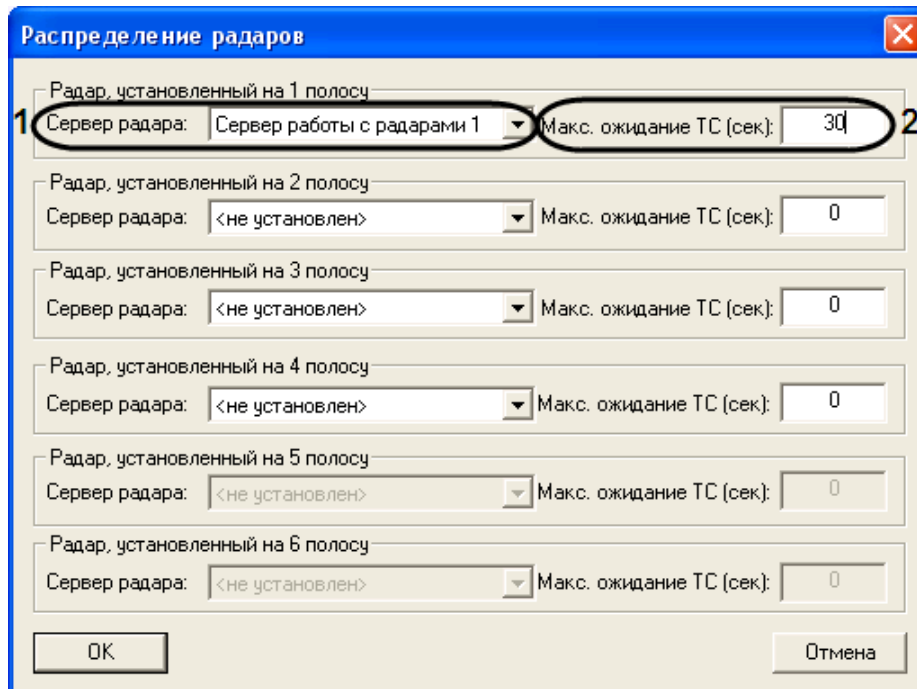 Распределение радаров
Радар, установленный на 1 полосу
1 Сервер радара: Сервер работы с радарами 1 Макс. ожидание ТС (сек): 30 2
Радар, установленный на 2 полосу
Сервер радара: <не установлен> Макс. ожидание ТС (сек): 0
Радар, установленный на 3 полосу
Сервер радара: <не установлен> Макс. ожидание ТС (сек): 0
Радар, установленный на 4 полосу
Сервер радара: <не установлен> Макс. ожидание ТС (сек): 0
Радар, установленный на 5 полосу
Сервер радара: <не установлен> Макс. ожидание ТС (сек): 0
Радар, установленный на 6 полосу
Сервер радара: <не установлен> Макс. ожидание ТС (сек): 0
OK Отмена